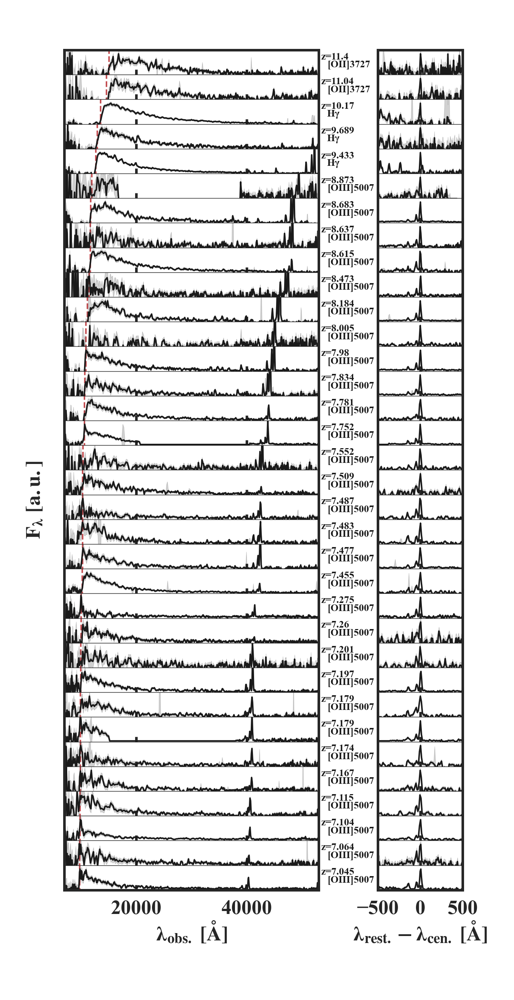 z=11.4
[OII]3727
z=11.04
[OII]3727
z=10.17
Hγ
z=9.689
Hγ
z=9.433
Hγ
z=8.873
[OIII]5007
z=8.683
[OIII]5007
z=8.637
[OIII]5007
z=8.615
[OIII]5007
z=8.473
[OIII]5007
z=8.184
[OIII]5007
z=8.005
[OIII]5007
z=7.98
[OIII]5007
z=7.834
[OIII]5007
z=7.781
[OIII]5007
z=7.752
[OIII]5007
z=7.552
[OIII]5007
z=7.509
[OIII]5007
z=7.487
[OIII]5007
z=7.483
[OIII]5007
z=7.477
[OIII]5007
z=7.455
[OIII]5007
z=7.275
[OIII]5007
z=7.26
[OIII]5007
z=7.201
[OIII]5007
z=7.197
[OIII]5007
z=7.179
[OIII]5007
z=7.179
[OIII]5007
z=7.174
[OIII]5007
z=7.167
[OIII]5007
z=7.115
[OIII]5007
z=7.104
[OIII]5007
z=7.064
[OIII]5007
z=7.045
[OIII]5007
Fλ [a.u.]
20000 40000
−500 0 500
λobs. [Å]
λrest. − λcen. [Å]